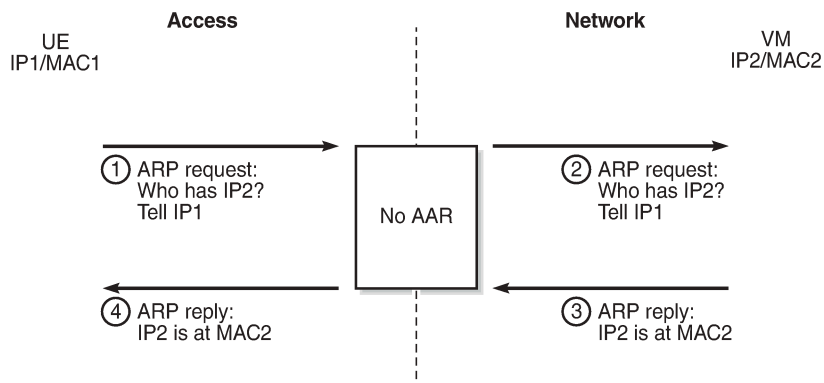 Access
Network
UE
IP1/MAC1
VM
IP2/MAC2
1 ARP request:
Who has IP2?
Tell IP1
2 ARP request:
Who has IP2?
Tell IP1
No AAR
4 ARP reply:
IP2 is at MAC2
3 ARP reply:
IP2 is at MAC2